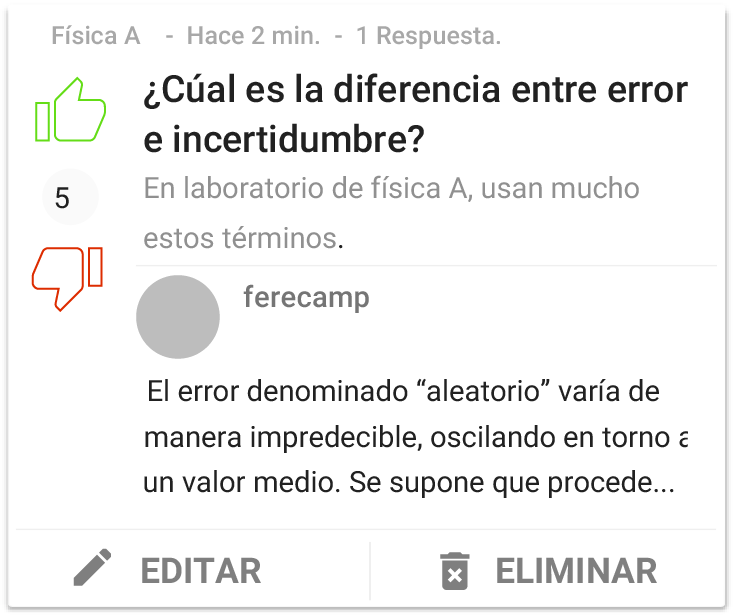 Física A - Hace 2 min. - 1 Respuesta.
¿Cúal es la diferencia entre error
e incertidumbre?
5
En laboratorio de física A, usan mucho
estos términos.
ferecamp
El error denominado “aleatorio” varía de
manera impredecible, oscilando en torno a
un valor medio. Se supone que procede...
EDITAR ELIMINAR